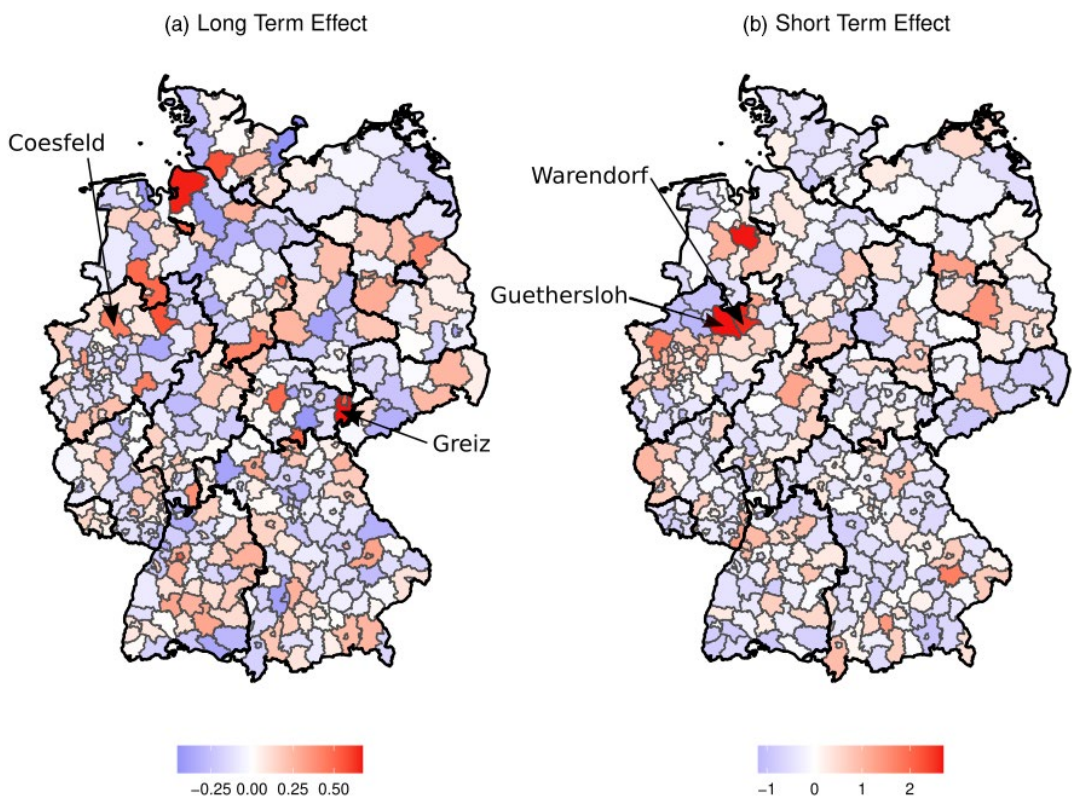 (a) Long Term Effect
(b) Short Term Effect
Coesfeld
Warendorf
Guethersloh
Greiz
−0.25 0.00 0.25 0.50
−1 0 1 2